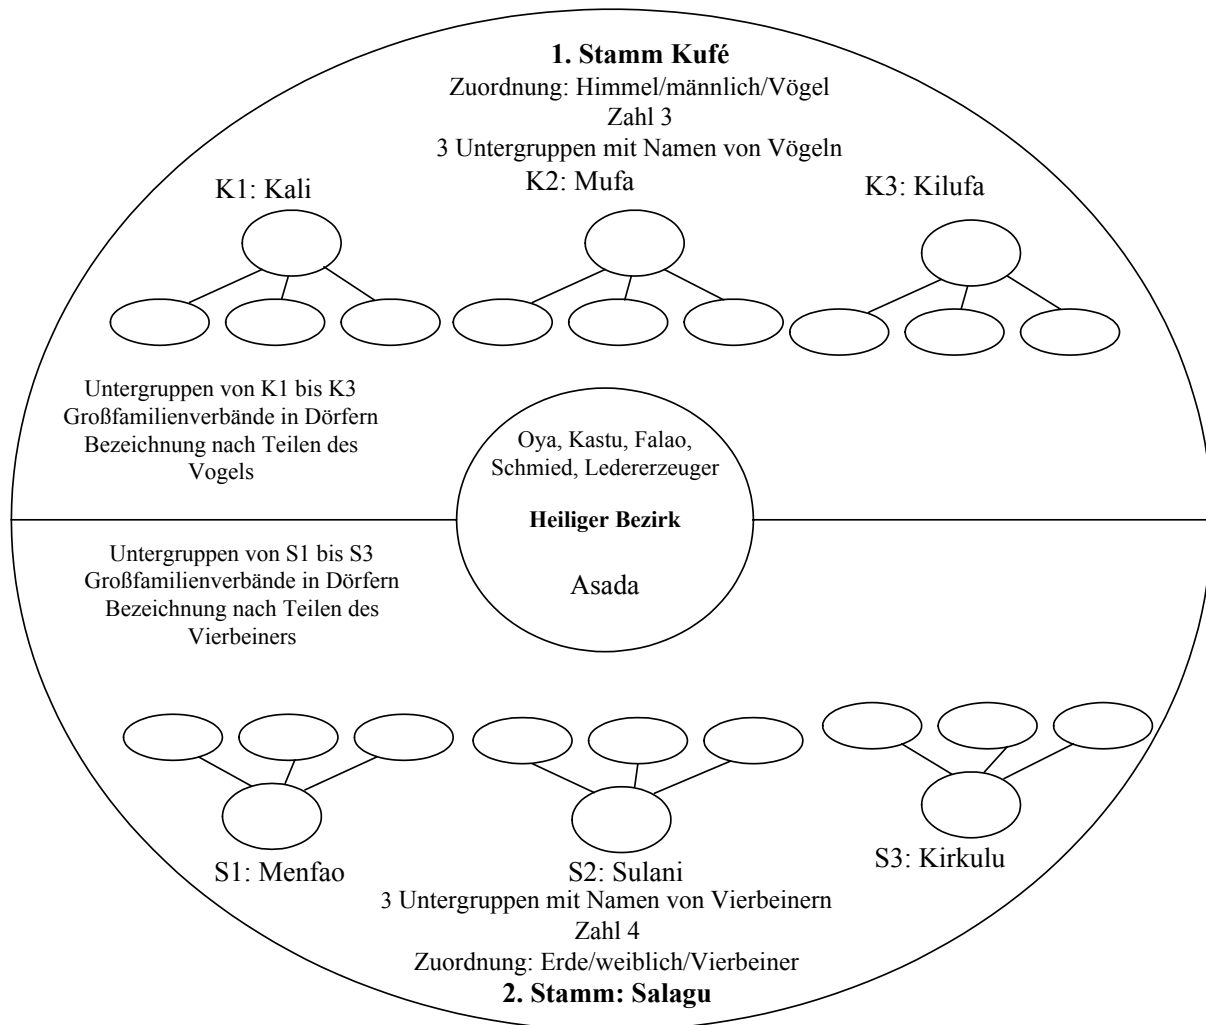 1. Stamm Kufé
Zuordnung: Himmel/männlich/Vögel
Zahl 3
3 Untergruppen mit Namen von Vögeln
K1: Kali
K2: Mufa
K3: Kilufa
Untergruppen von K1 bis K3
Großfamilienverbände in Dörfern
Bezeichnung nach Teilen des
Vogels
Oya, Kastu, Falao,
Schmied, Ledererzeuger
Heiliger Bezirk
Asada
Untergruppen von S1 bis S3
Großfamilienverbände in Dörfern
Bezeichnung nach Teilen des
Vierbeiners
S1: Menfao
S2: Sulani
S3: Kirkulu
3 Untergruppen mit Namen von Vierbeinern
Zahl 4
Zuordnung: Erde/weiblich/Vierbeiner
2. Stamm: Salagu